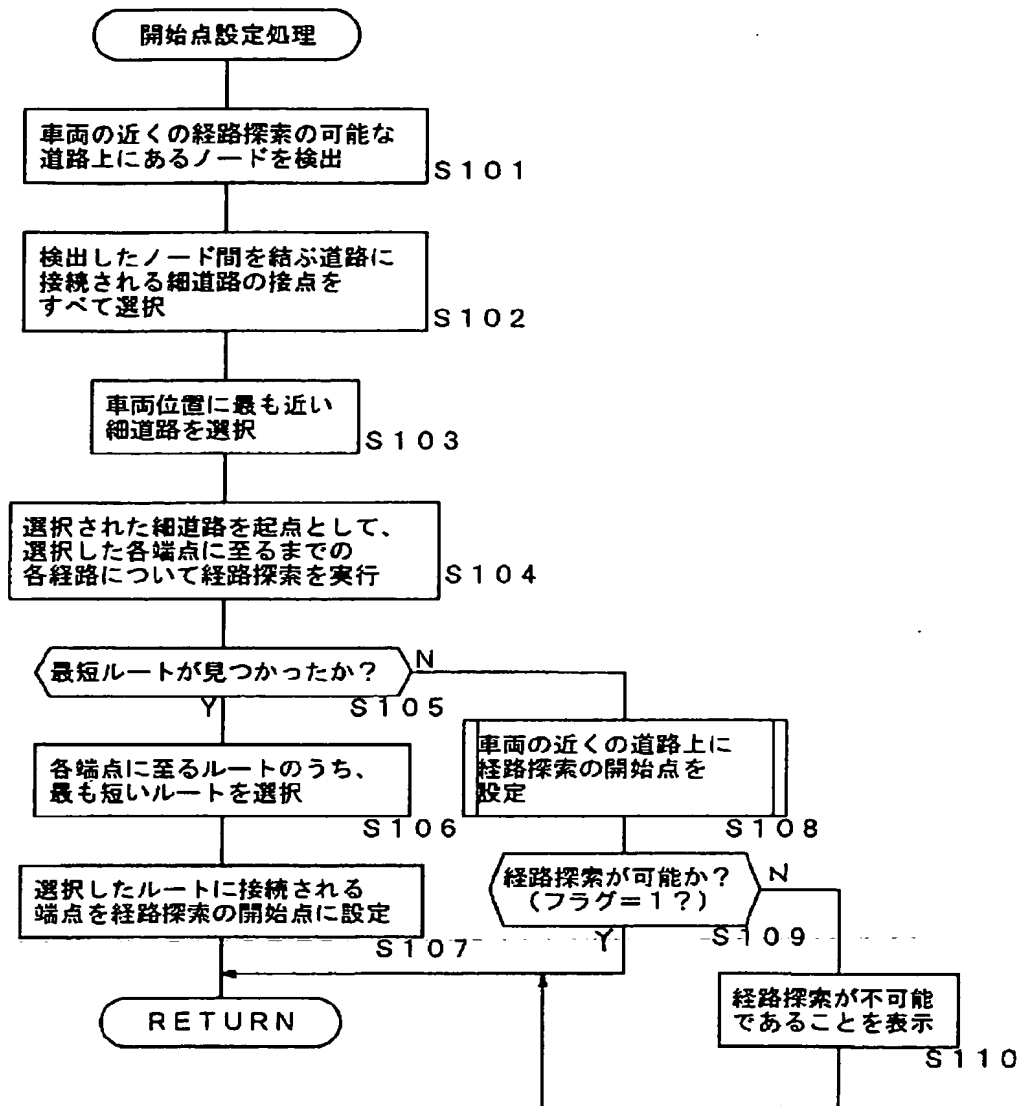 開始点設定処理
車両の近くの経路探索の可能な
道路上にあるノードを検出
S101
検出したノード間を結ぶ道路に
接続される細道路の接点を
すべて選択
S102
車両位置に最も近い
細道路を選択
S103
選択された細道路を起点として、
選択した各端点に至るまでの
各経路について経路探索を実行
S104
最短ルートが見つかったか?
N
Y
S105
各端点に至るルートのうち、
最も短いルートを選択
S106
車両の近くの道路上に
経路探索の開始点を
設定
S108
選択したルートに接続される
端点を経路探索の開始点に設定
S107
経路探索が可能か?
(フラグ=1?)
N
Y
S109
経路探索が不可能
であることを表示
S110
RETURN